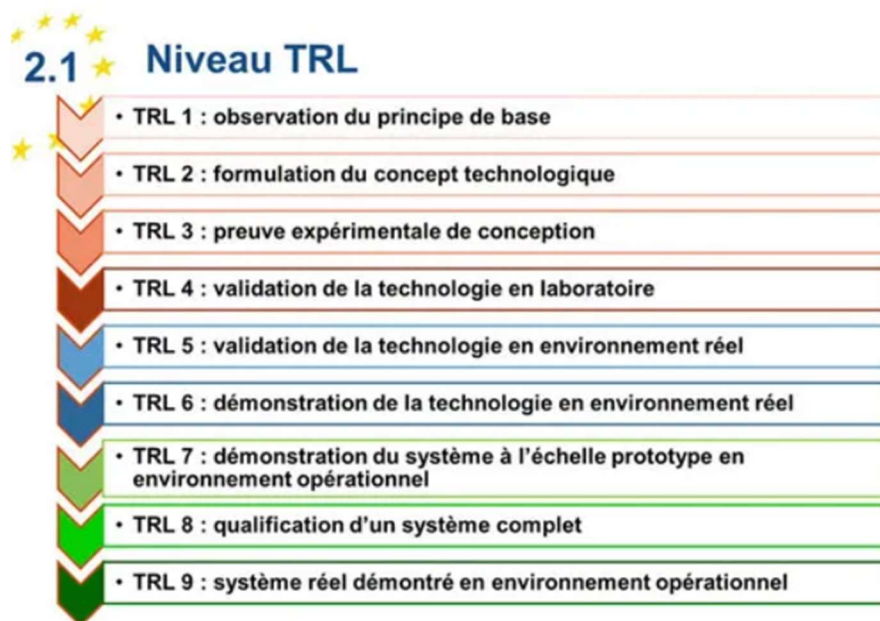 2.1 Niveau TRL
• TRL 1 : observation du principe de base
• TRL 2 : formulation du concept technologique
• TRL 3 : preuve expérimentale de conception
• TRL 4 : validation de la technologie en laboratoire
• TRL 5 : validation de la technologie en environnement réel
• TRL 6 : démonstration de la technologie en environnement réel
• TRL 7 : démonstration du système à l’échelle prototype en
environnement opérationnel
• TRL 8 : qualification d’un système complet
• TRL 9 : système réel démontré en environnement opérationnel